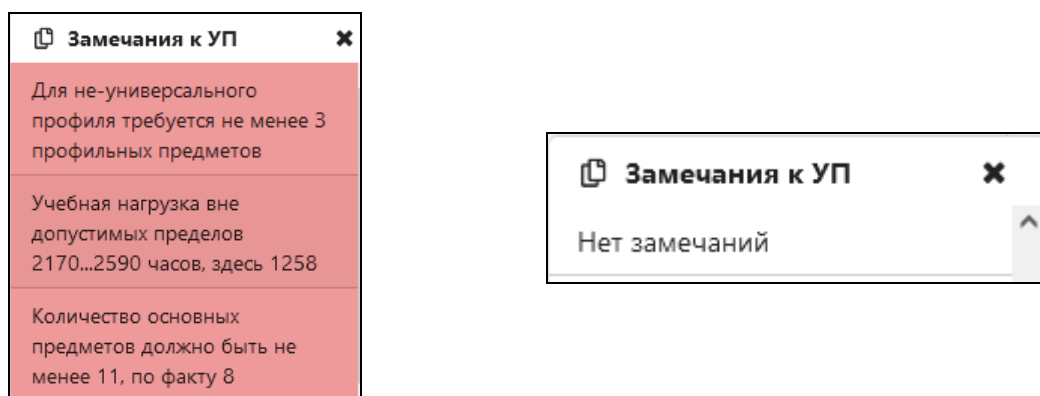 Замечания к УП
Для не-универсального
профиля требуется не менее 3
профильных предметов
Учебная нагрузка вне
допустимых пределов
2170...2590 часов, здесь 1258
Количество основных
предметов должно быть не
менее 11, по факту 8
Замечания к УП
Нет замечаний